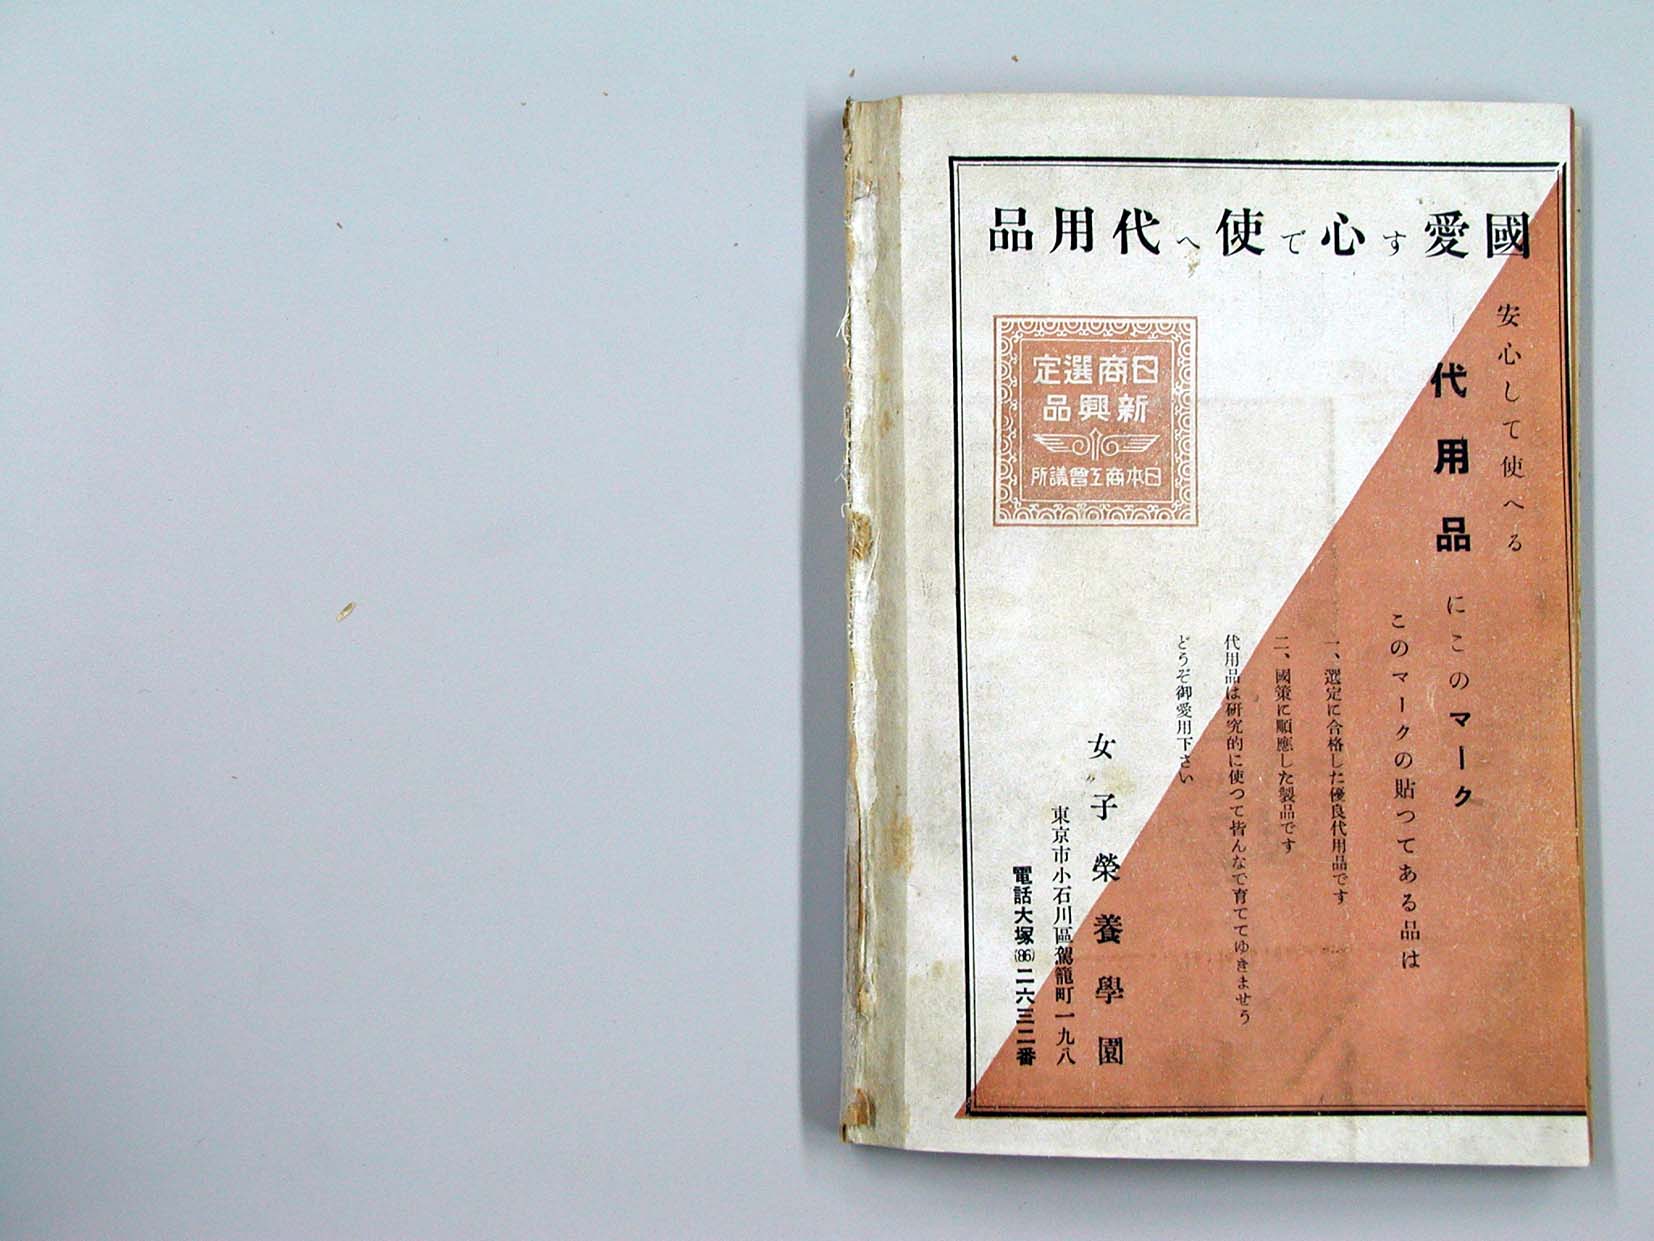 國愛す心で使へ代用品
安心して使へる
代用品にこのマーク
このマークの貼つてある品は
一、選定に合格した優良代用品です
二、國策に順應した製品です
代用品は研究的に使つて皆んなで育ててゆきませう
どうぞ御愛用下さい
日商選定
新興品
日本商工會議所
女子榮養學園
東京市小石川區駕籠町一九八
電話大塚(86)二六三二番